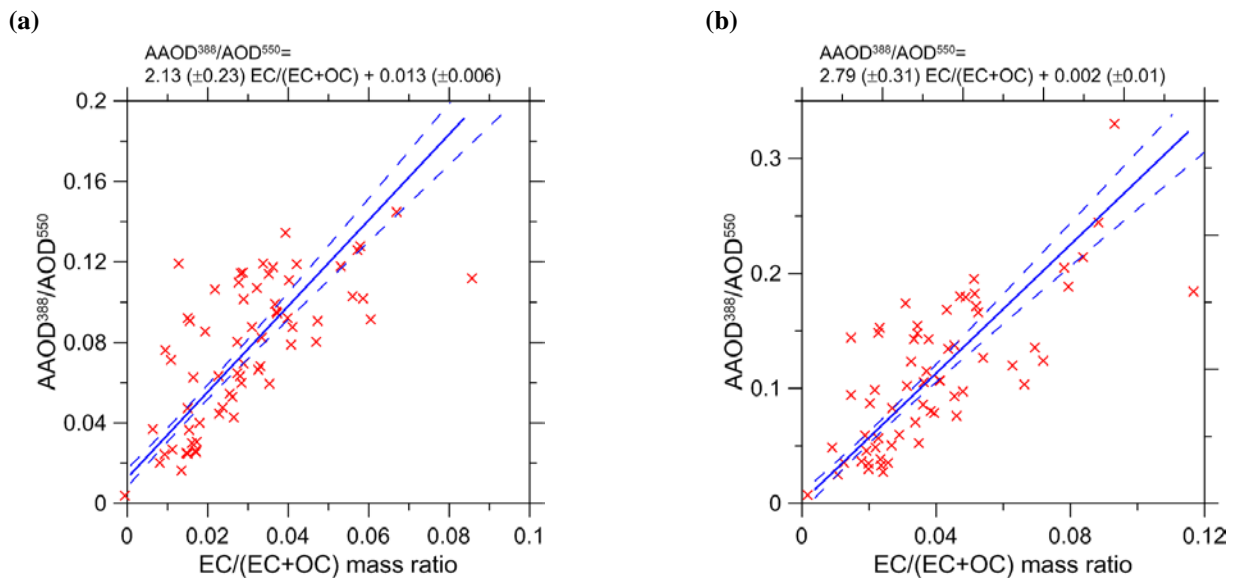 (a)
AAOD³⁸⁸/AOD⁵⁵⁰=
2.13 (±0.23) EC/(EC+OC) + 0.013 (±0.006)
0.2
0.16
0.12
0.08
0.04
0
AAOD³⁸⁸/AOD⁵⁵⁰
0 0.02 0.04 0.06 0.08 0.1
EC/(EC+OC) mass ratio
(b)
AAOD³⁸⁸/AOD⁵⁵⁰=
2.79 (±0.31) EC/(EC+OC) + 0.002 (±0.01)
0.3
0.2
0.1
0
AAOD³⁸⁸/AOD⁵⁵⁰
0 0.04 0.08 0.12
EC/(EC+OC) mass ratio